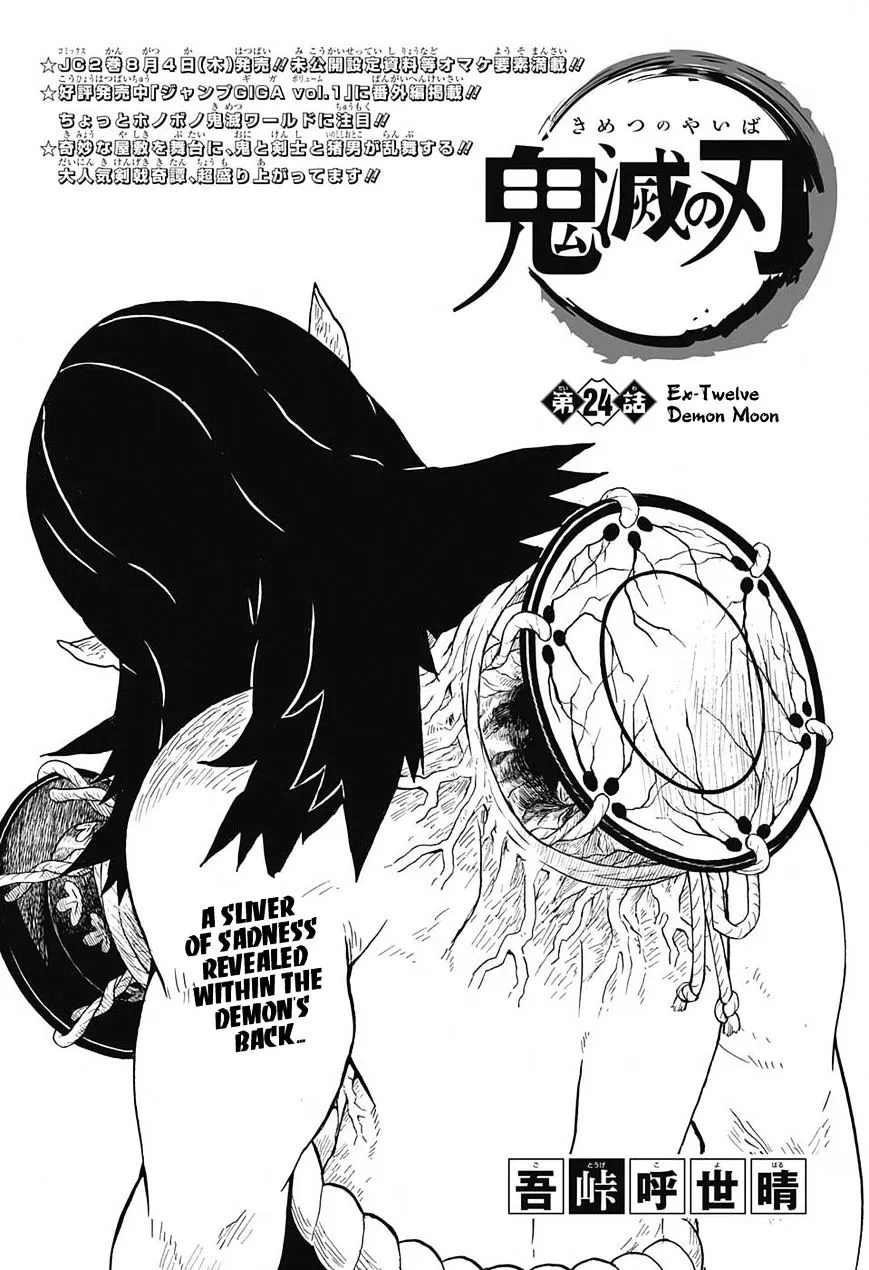 ☆JC2巻8月4日(木)発売!!未公開設定資料等オマケ要素満載!!
☆好評発売中「ジャンプGIGA vol.1」に番外編掲載!!
ちょっとホノボノ鬼滅ワールドに注目!!
☆奇妙な屋敷を舞台に、鬼と剣士と猪男が乱舞する!!
大人気剣戟奇譚、超盛り上がってます!!
きめつのやいば
鬼滅の刃
第24話
Ex-Twelve
Demon Moon
A SLIVER
OF SADNESS
REVEALED
WITHIN THE
DEMON'S
BACK...
吾峠呼世晴